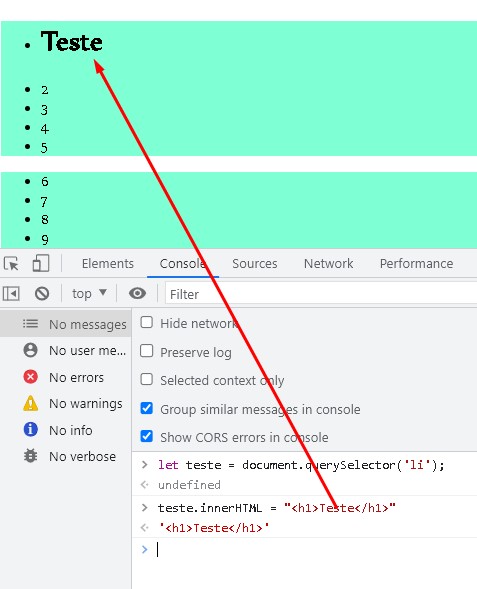 Teste
2
3
4
5
6
7
8
9
Elements Console Sources Network Performance
top ▼ Filter
No messages
No user me...
No errors
No warnings
No info
No verbose
Hide network
Preserve log
Selected context only
Group similar messages in console
Show CORS errors in console
> let teste = document.querySelector('li');
undefined
> teste.innerHTML = "<h1>Teste</h1>"
'<h1>Teste</h1>'
>